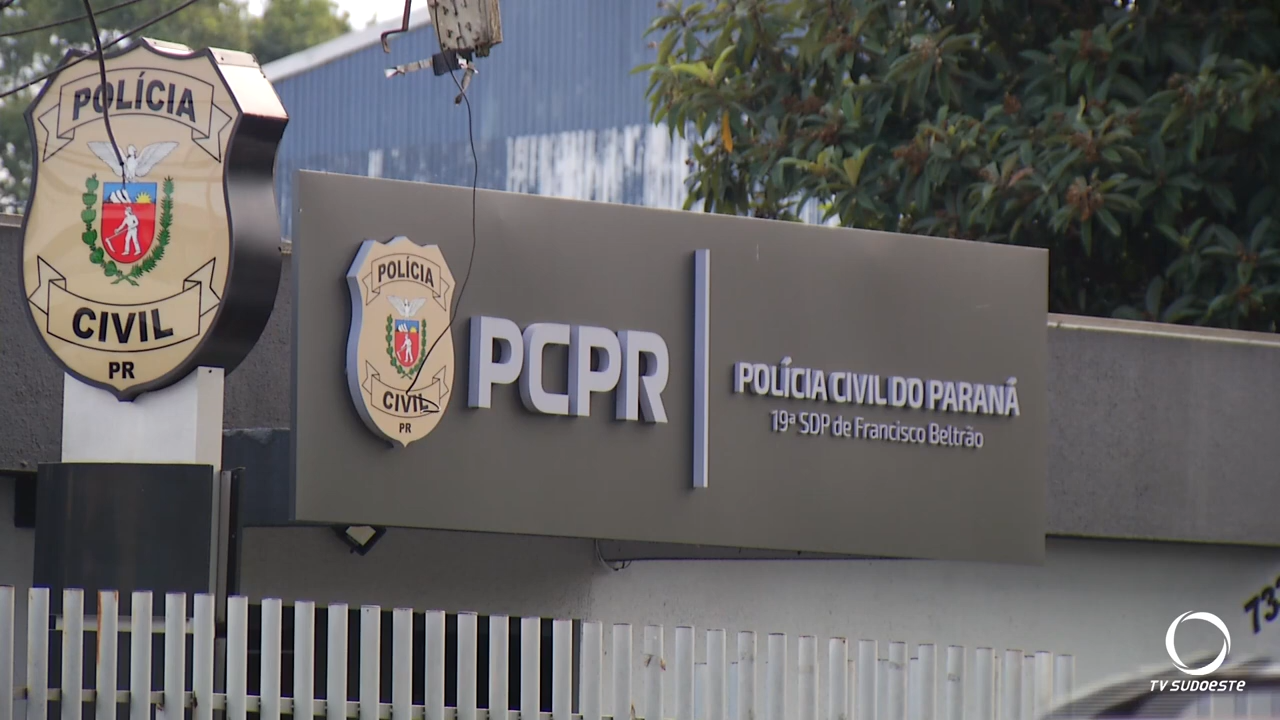 POLÍCIA
CIVIL
PR
POLÍCIA
CIVIL
PR
PCPR
POLÍCIA CIVIL DO PARANÁ
19ª SDP de Francisco Beltrão
TV SUDOESTE